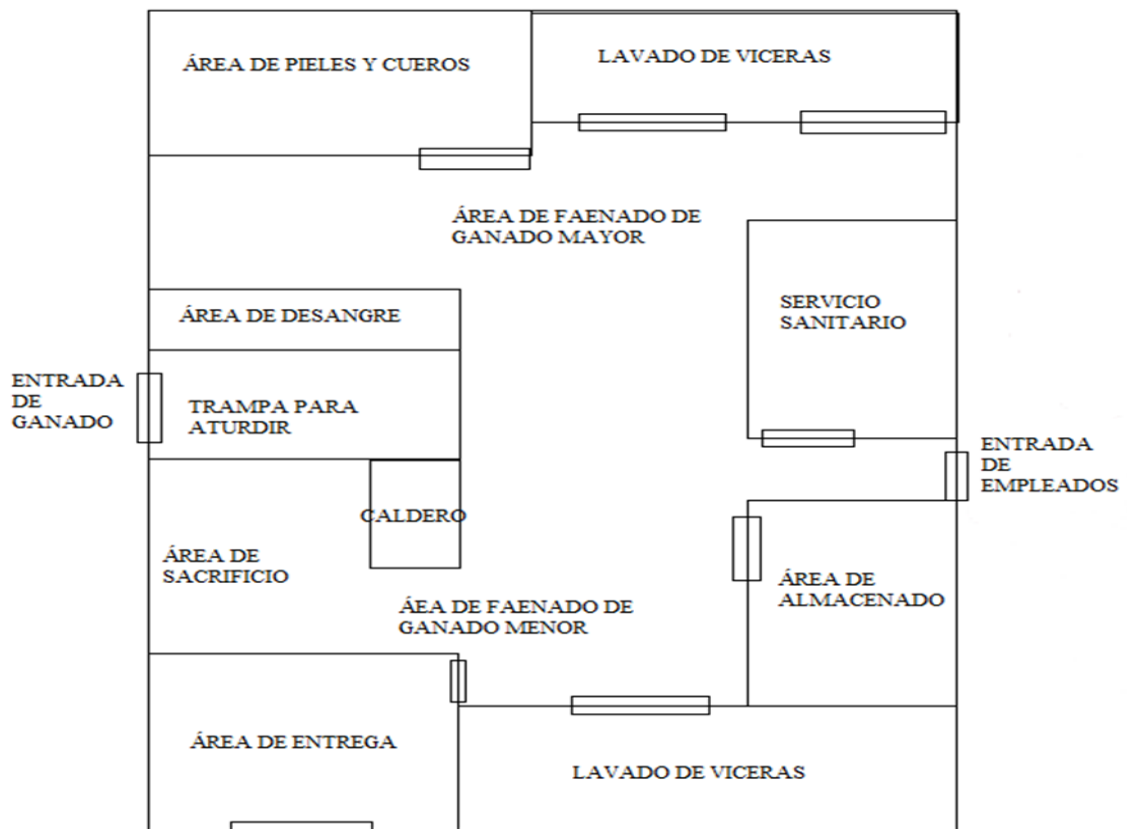 ÁREA DE PIELES Y CUEROS
LAVADO DE VICERAS
ÁREA DE FAENADO DE
GANADO MAYOR
SERVICIO
SANITARIO
ÁREA DE DESANGRE
ENTRADA
DE
GANADO
TRAMPA PARA
ATURDIR
ENTRADA
DE
EMPLEADOS
CALDERO
ÁREA DE
SACRIFICIO
ÁEA DE FAENADO DE
GANADO MENOR
ÁREA DE
ALMACENADO
ÁREA DE ENTREGA
LAVADO DE VICERAS